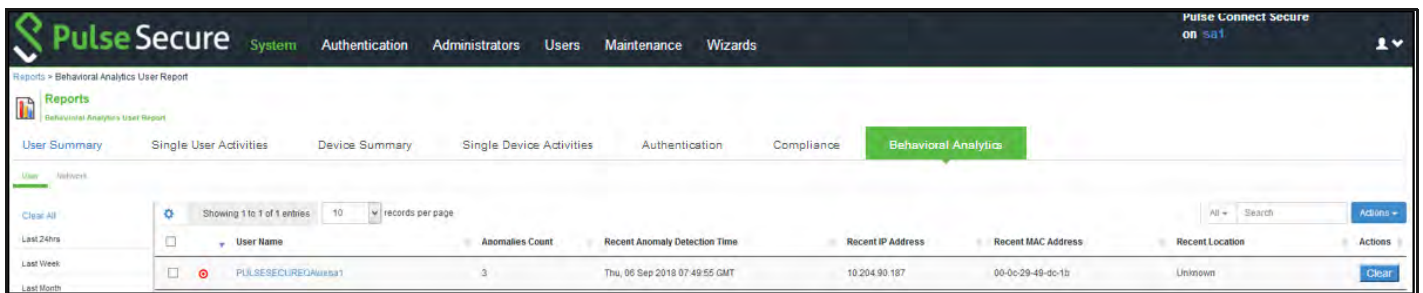 Pulse Secure
System Authentication Administrators Users Maintenance Wizards
Pulse Connect Secure
on sa1
Reports > Behavioral Analytics User Report
Reports
Behavioral Analytics User Report
User Summary Single User Activities Device Summary Single Device Activities Authentication Compliance Behavioral Analytics
User Network
Clear All Showing 1 to 1 of 1 entries 10 records per page All Search Actions
Last 24hrs User Name Anomalies Count Recent Anomaly Detection Time Recent IP Address Recent MAC Address Recent Location Actions
Last Week 3 Thu, 06 Sep 2018 07:49:55 GMT 10.204.90.187 00-0c-29-49-dc-1b Unknown Clear
Last Month